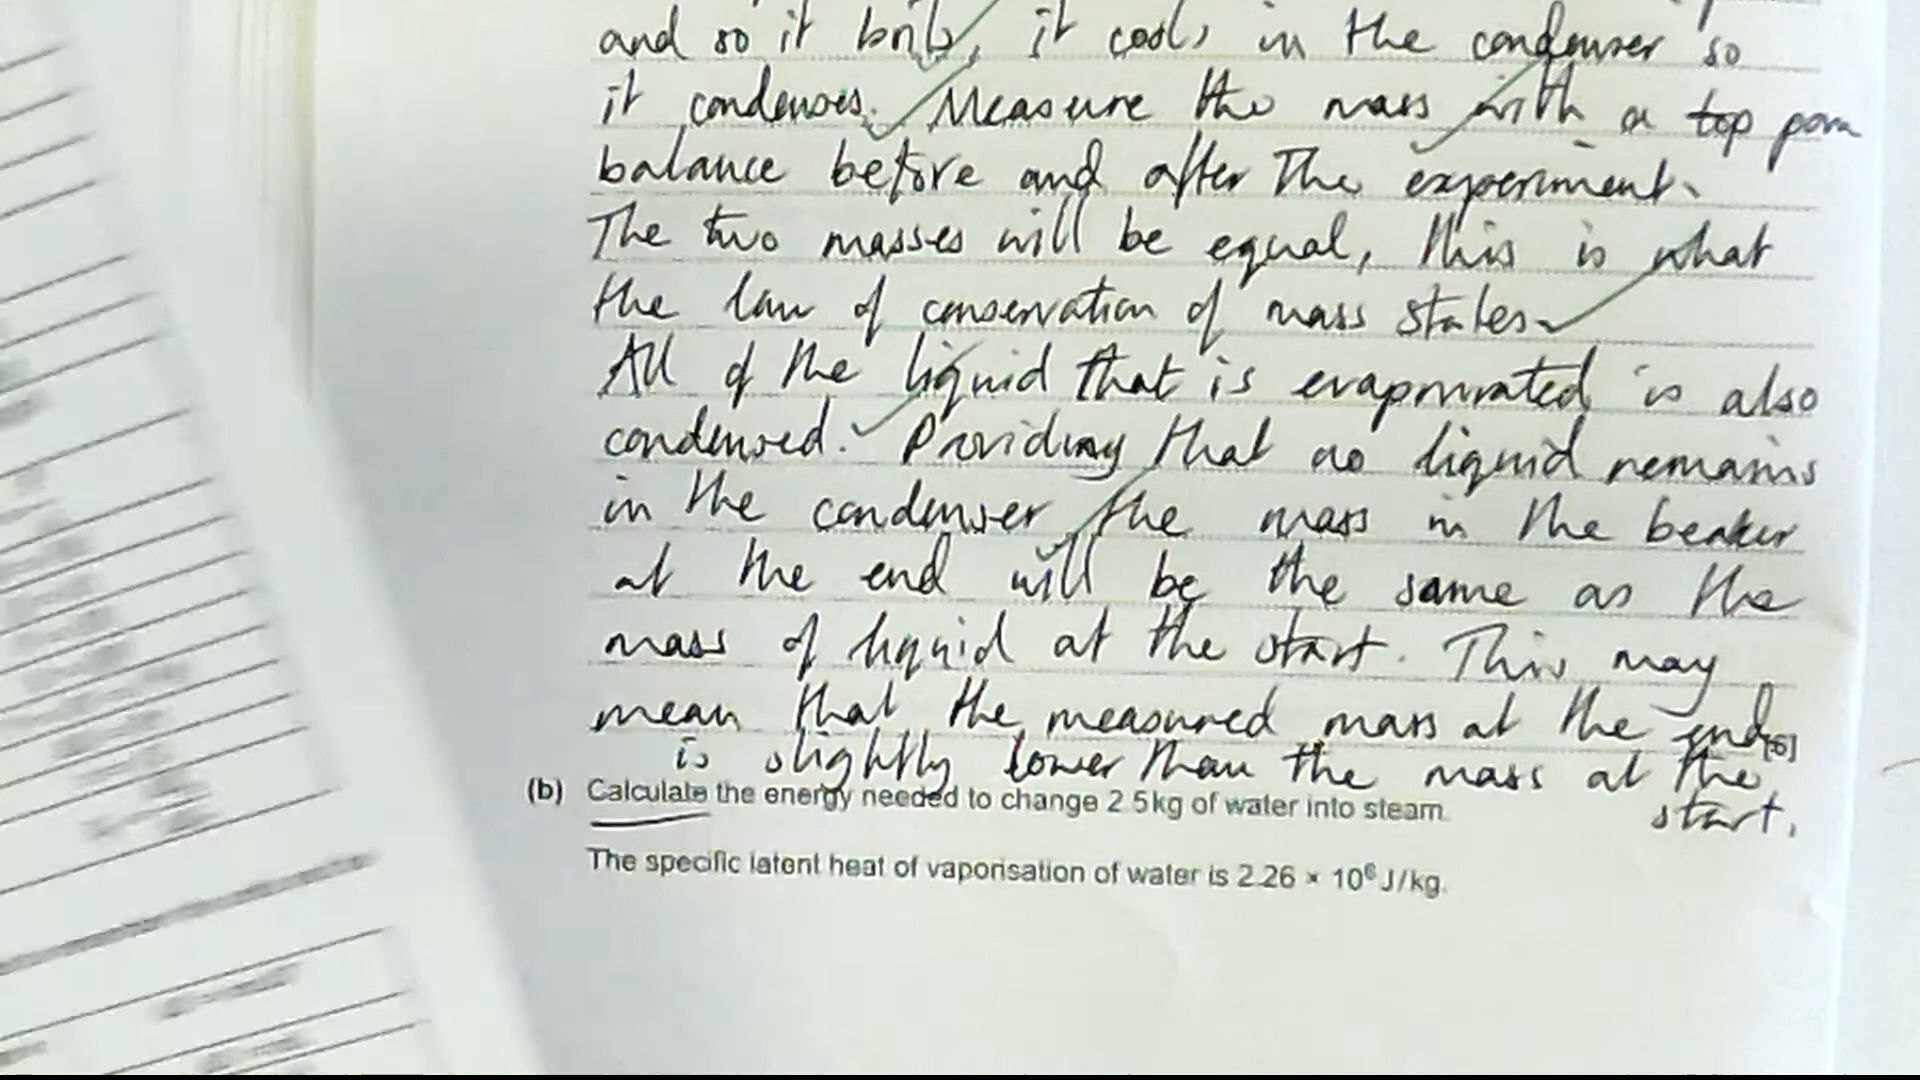 and so it boils, it cools in the condenser so
it condenses. Measure the mass with a top pan
balance before and after the experiment.
The two masses will be equal, this is what
the law of conservation of mass states.
All of the liquid that is evaporated is also
condensed. Providing that no liquid remains
in the condenser the mass in the beaker
at the end will be the same as the
mass of liquid at the start. This may
mean that the measured mass at the end
[6]
is slightly lower than the mass at the
start.
(b) Calculate the energy needed to change 2.5kg of water into steam.
The specific latent heat of vaporisation of water is 2.26 × 10⁶ J/kg.